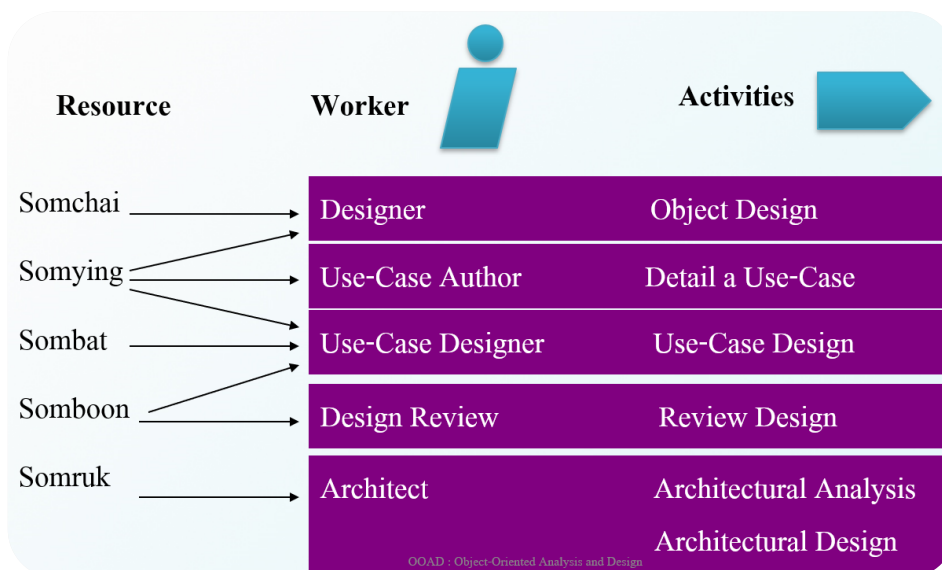 Resource Worker Activities
Somchai Designer Object Design
Somying Use-Case Author Detail a Use-Case
Sombat Use-Case Designer Use-Case Design
Somboon Design Review Review Design
Somruk Architect Architectural Analysis
Architectural Design
OOAD : Object-Oriented Analysis and Design